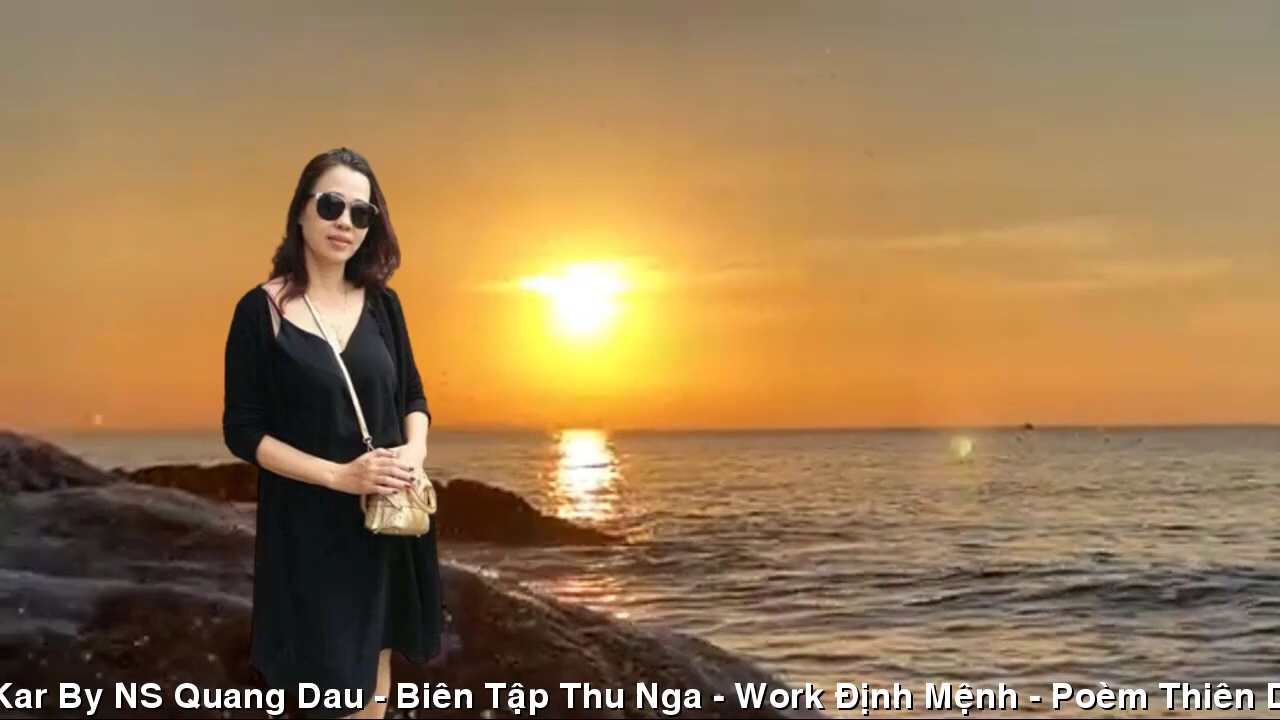 Kar By NS Quang Dau - Biên Tập Thu Nga - Work Định Mệnh - Poèm Thiên